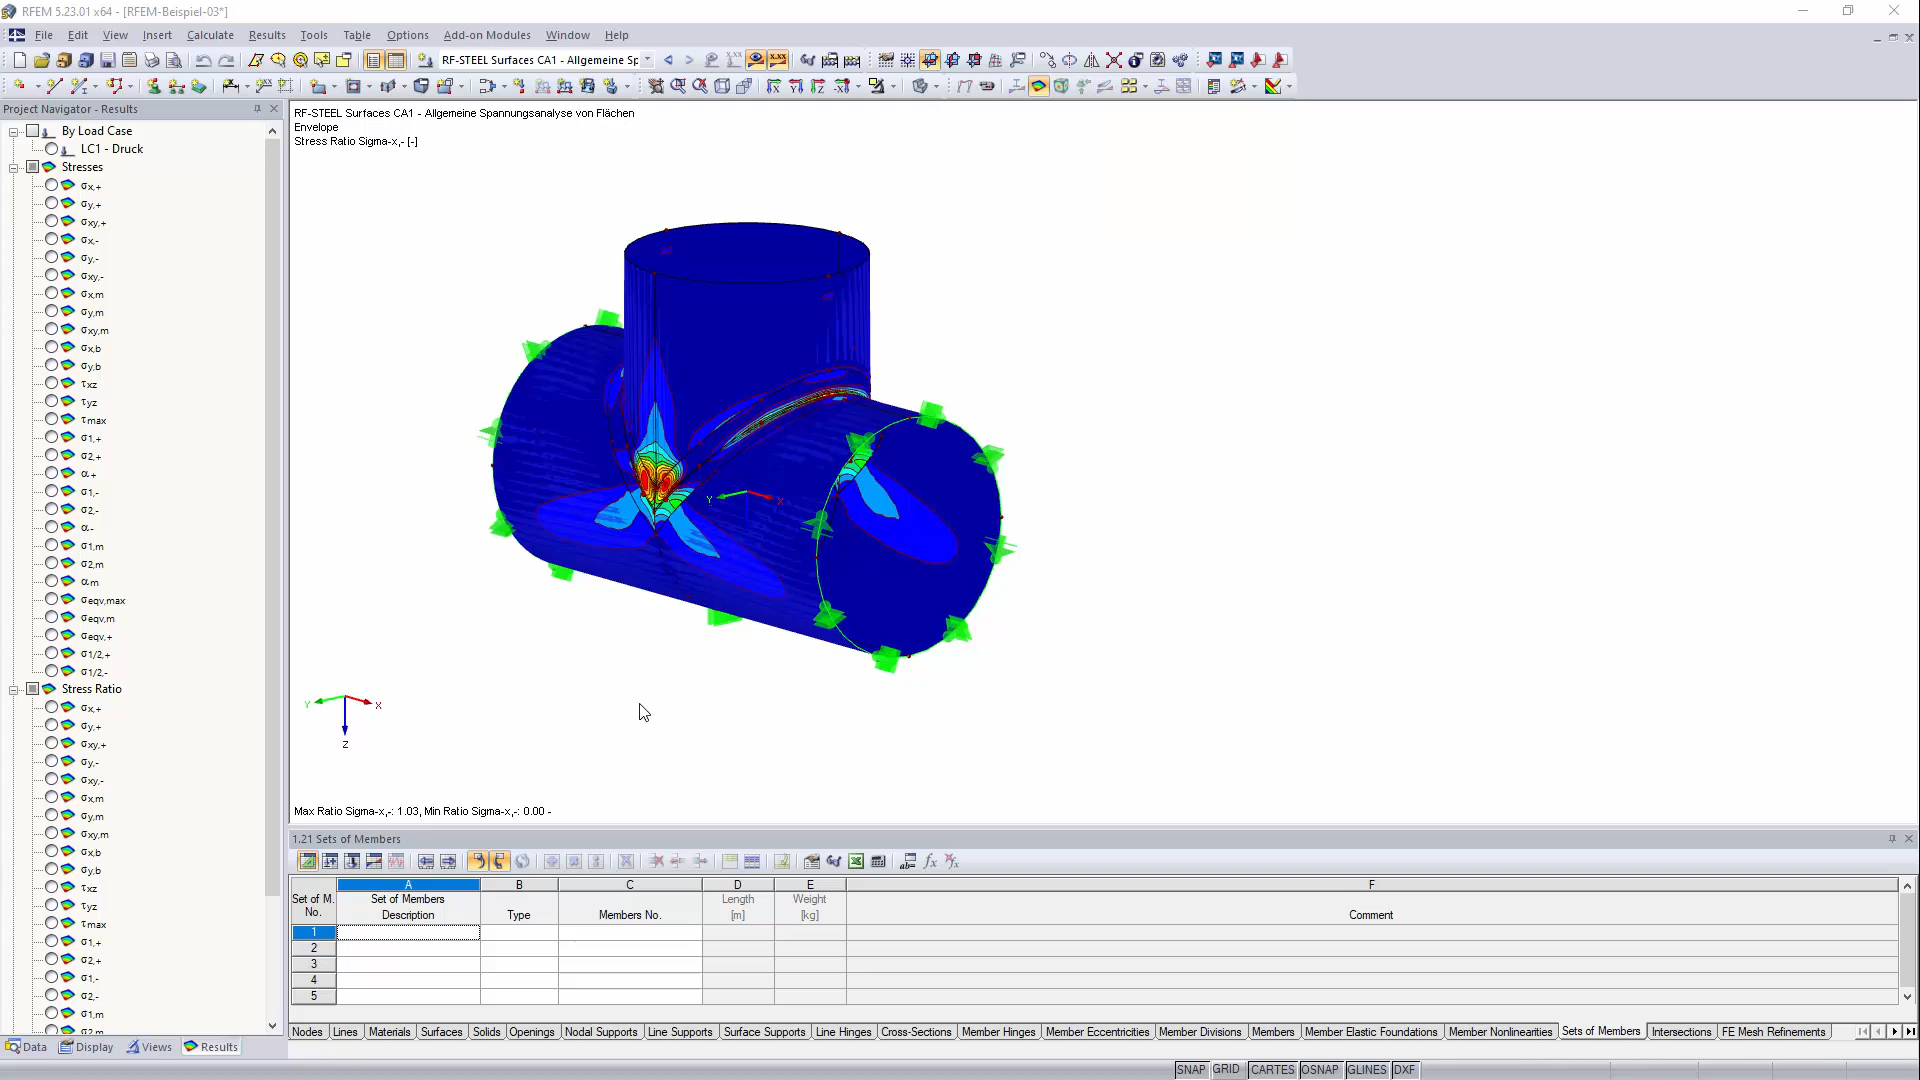 RFEM 5.23.01 x64 - [RFEM-Beispiel-03*]
File Edit View Insert Calculate Results Tools Table Options Add-on Modules Window Help
RF-STEEL Surfaces CA1 - Allgemeine Sp
Project Navigator - Results
By Load Case
LC1 - Druck
Stresses
σx,+
σy,+
σxy,+
σx,-
σy,-
σxy,-
σx,m
σy,m
σxy,m
σx,b
σy,b
τxz
τyz
τmax
σ1,+
σ2,+
α+
σ1,-
σ2,-
α-
σ1,m
σ2,m
αm
σeqv,max
σeqv,m
σeqv,+
σ1/2,+
σ1/2,-
Stress Ratio
σx,+
σy,+
σxy,+
σy,-
σxy,-
σx,m
σy,m
σxy,m
σx,b
σy,b
τxz
τyz
τmax
σ1,+
σ2,+
σ1,-
σ2,-
σ1,m
σ2,m
Data Display Views Results
RF-STEEL Surfaces CA1 - Allgemeine Spannungsanalyse von Flächen
Envelope
Stress Ratio Sigma-x,- [-]
Y X
Y X
Z
Max Ratio Sigma-x,-: 1.03, Min Ratio Sigma-x,-: 0.00 -
1.21 Sets of Members
A B C D E F
Set of M. Set of Members Length Weight
No. Description Type Members No. [m] [kg] Comment
1
2
3
4
5
Nodes Lines Materials Surfaces Solids Openings Nodal Supports Line Supports Surface Supports Line Hinges Cross-Sections Member Hinges Member Eccentricities Member Divisions Members Member Elastic Foundations Member Nonlinearities Sets of Members Intersections FE Mesh Refinements
SNAP GRID CARTES OSNAP GLINES DXF